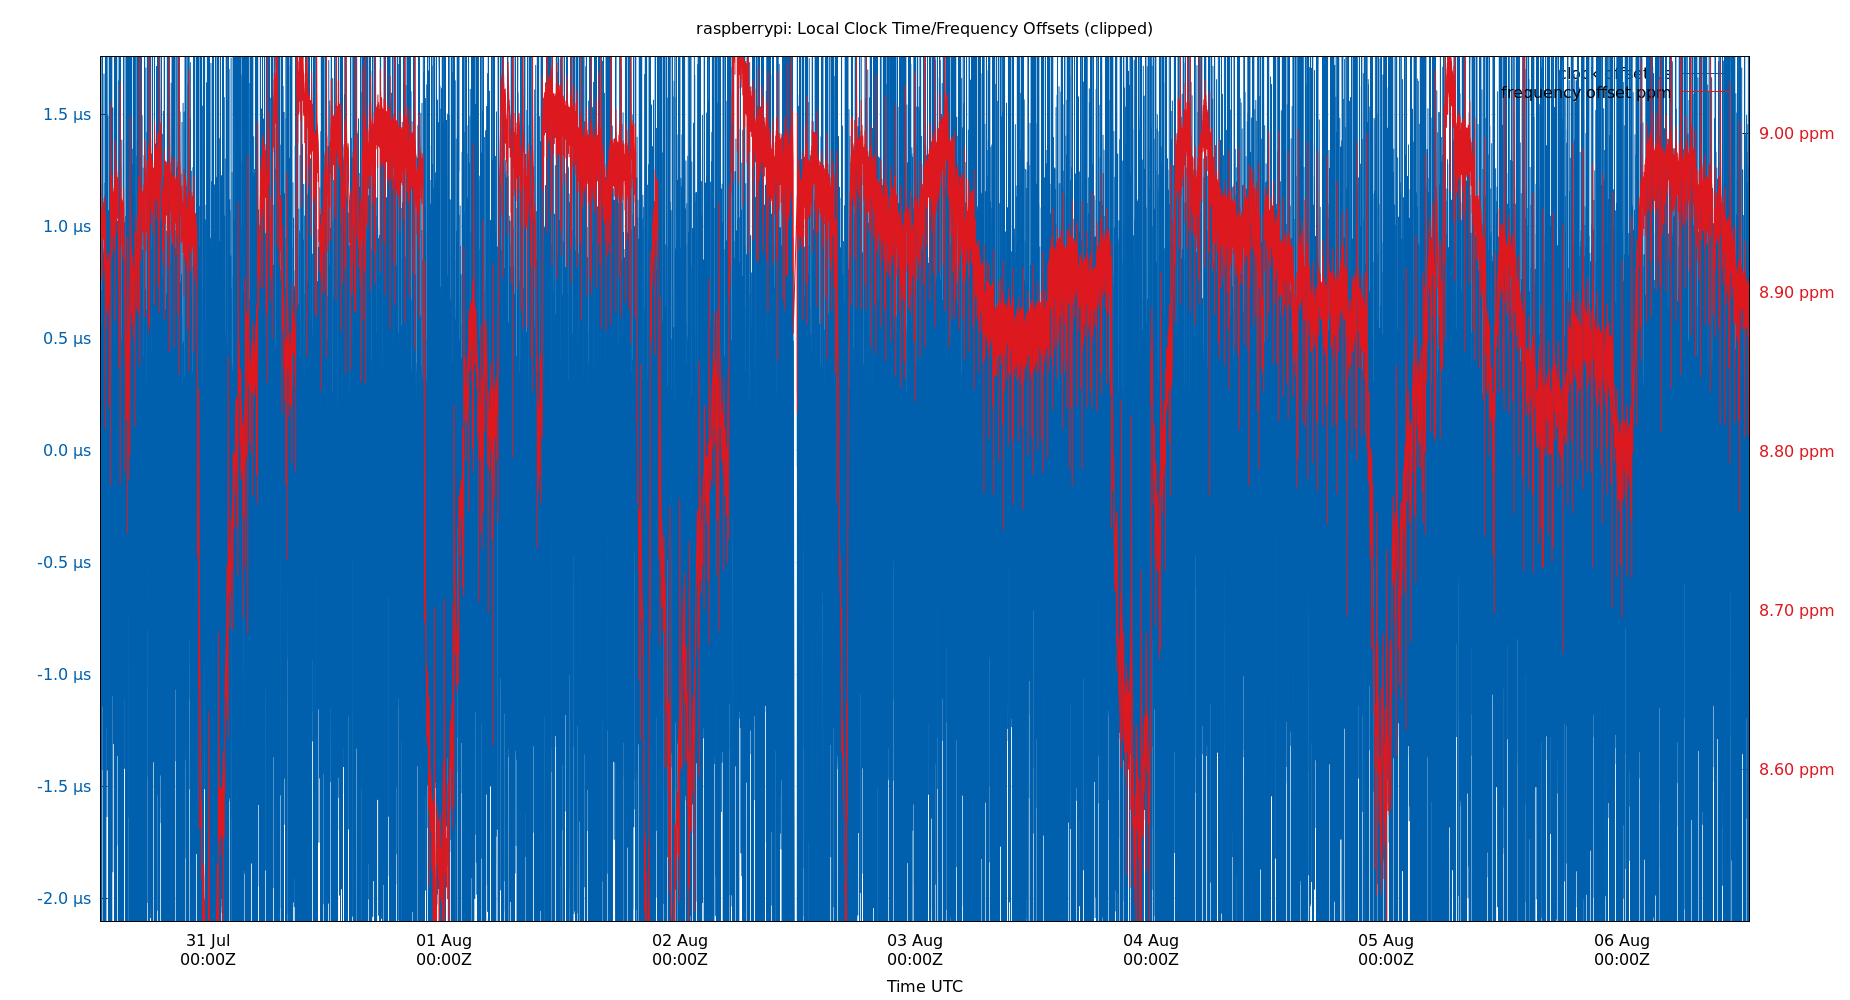 raspberrypi: Local Clock Time/Frequency Offsets (clipped)
clock offset µs
frequency offset ppm
1.5 µs
1.0 µs
0.5 µs
0.0 µs
-0.5 µs
-1.0 µs
-1.5 µs
-2.0 µs
9.00 ppm
8.90 ppm
8.80 ppm
8.70 ppm
8.60 ppm
31 Jul
00:00Z
01 Aug
00:00Z
02 Aug
00:00Z
03 Aug
00:00Z
04 Aug
00:00Z
05 Aug
00:00Z
06 Aug
00:00Z
Time UTC